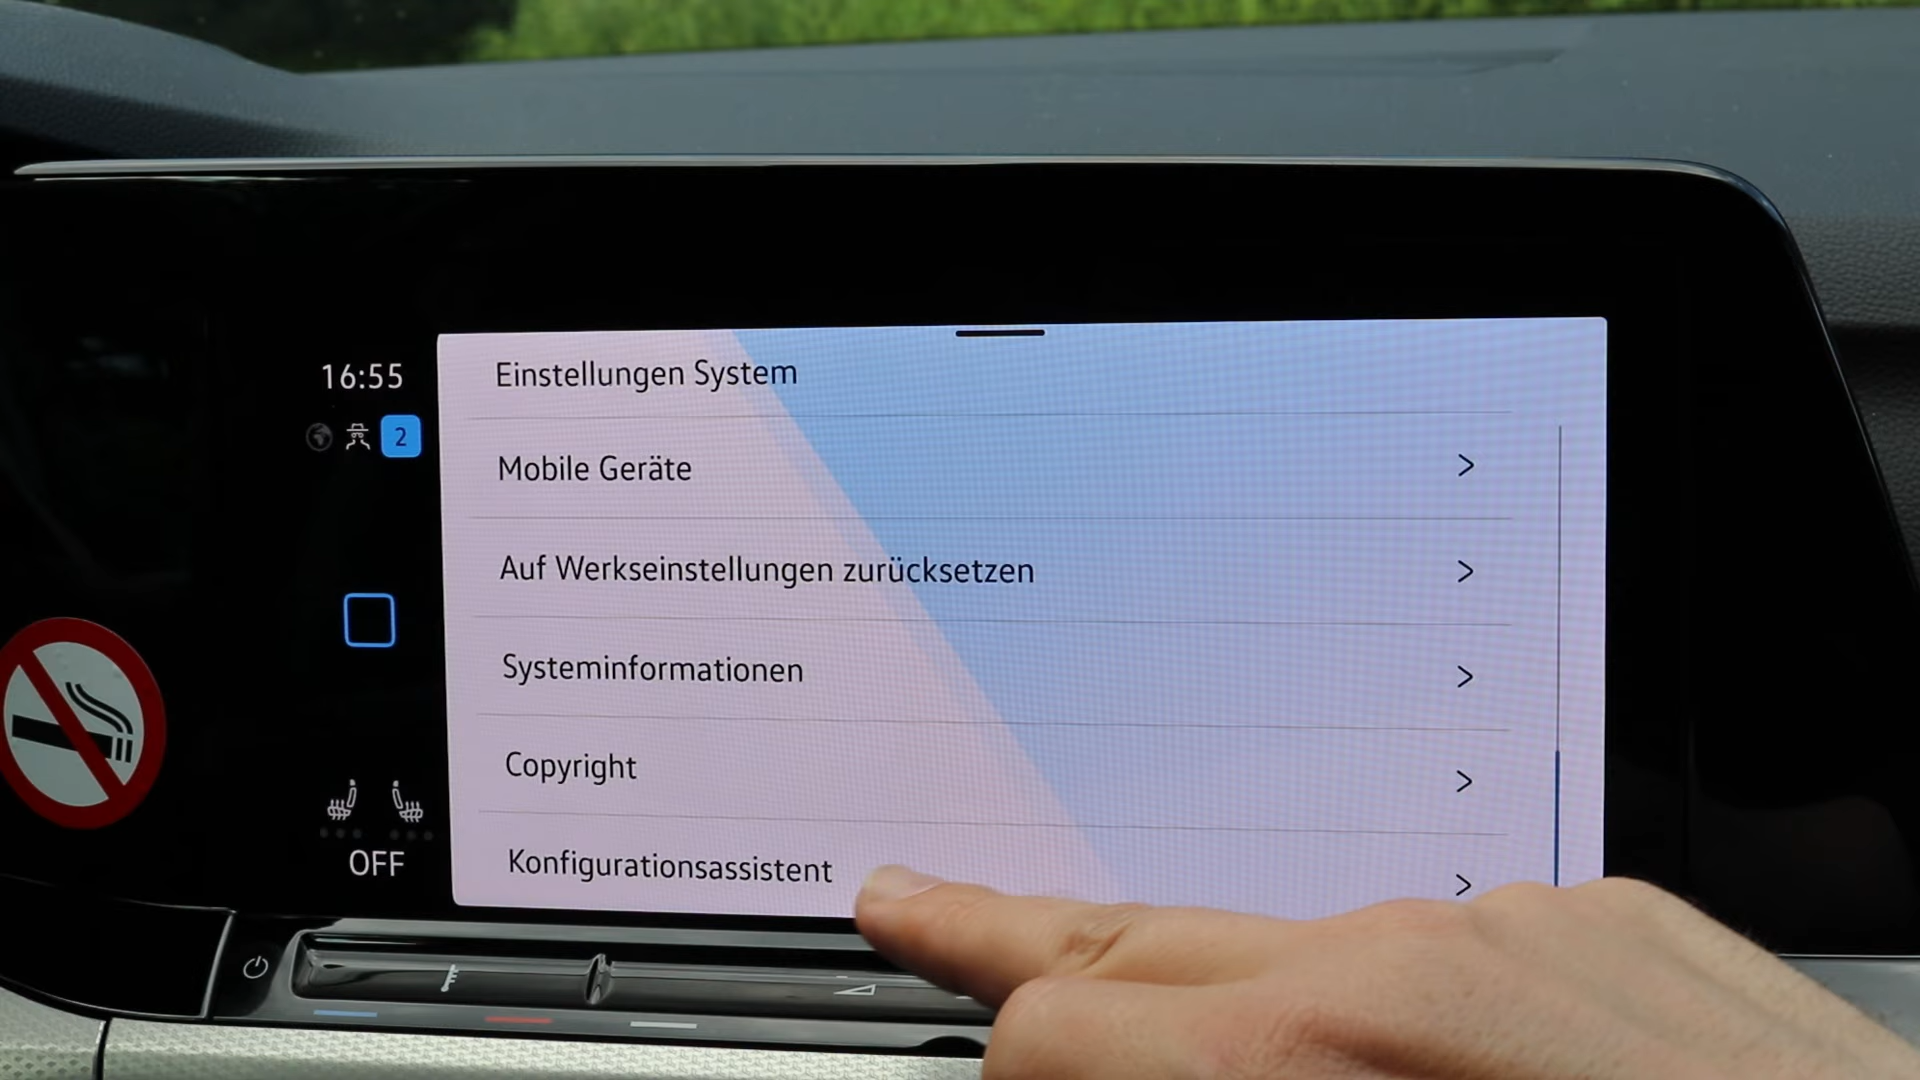 16:55
2
OFF
Einstellungen System
Mobile Geräte
Auf Werkseinstellungen zurücksetzen
Systeminformationen
Copyright
Konfigurationsassistent